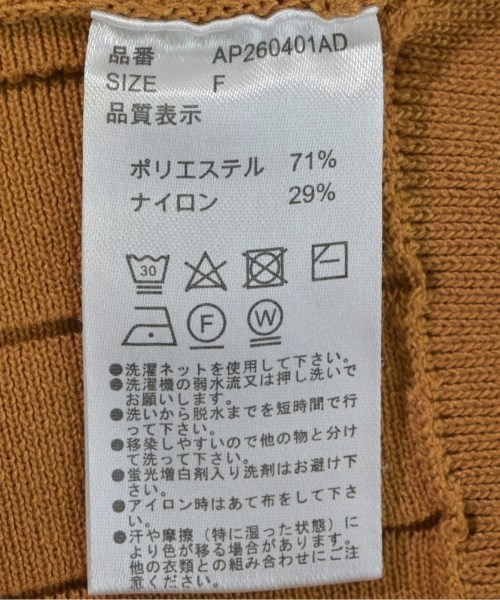 品番 AP260401AD
SIZE F
品質表示
ポリエステル 71%
ナイロン 29%
30
F W
●洗濯ネットを使用して下さい。
●洗濯機の弱水流又は押し洗いで
お願いします。
●洗いから脱水までを短時間で行
って下さい。
●移染しやすいので他の物と分け
て洗って下さい。
●蛍光増白剤入り洗剤はお避け下
さい。
●アイロン時はあて布をして下さ
い。
●汗や摩擦（特に湿った状態）に
より色が移る場合があります。
他の衣類との組み合わせにご注
意ください。